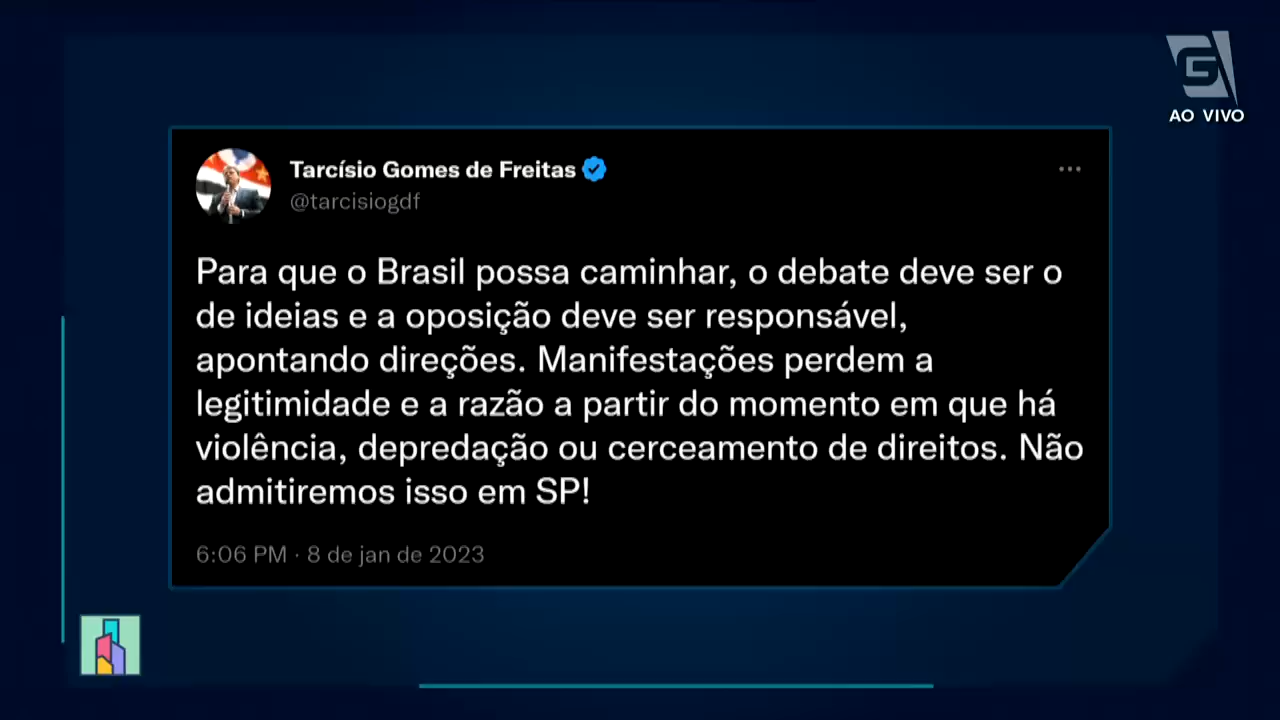 AO VIVO
Tarcísio Gomes de Freitas
@tarcisiogdf
Para que o Brasil possa caminhar, o debate deve ser o
de ideias e a oposição deve ser responsável,
apontando direções. Manifestações perdem a
legitimidade e a razão a partir do momento em que há
violência, depredação ou cerceamento de direitos. Não
admitiremos isso em SP!
6:06 PM · 8 de jan de 2023